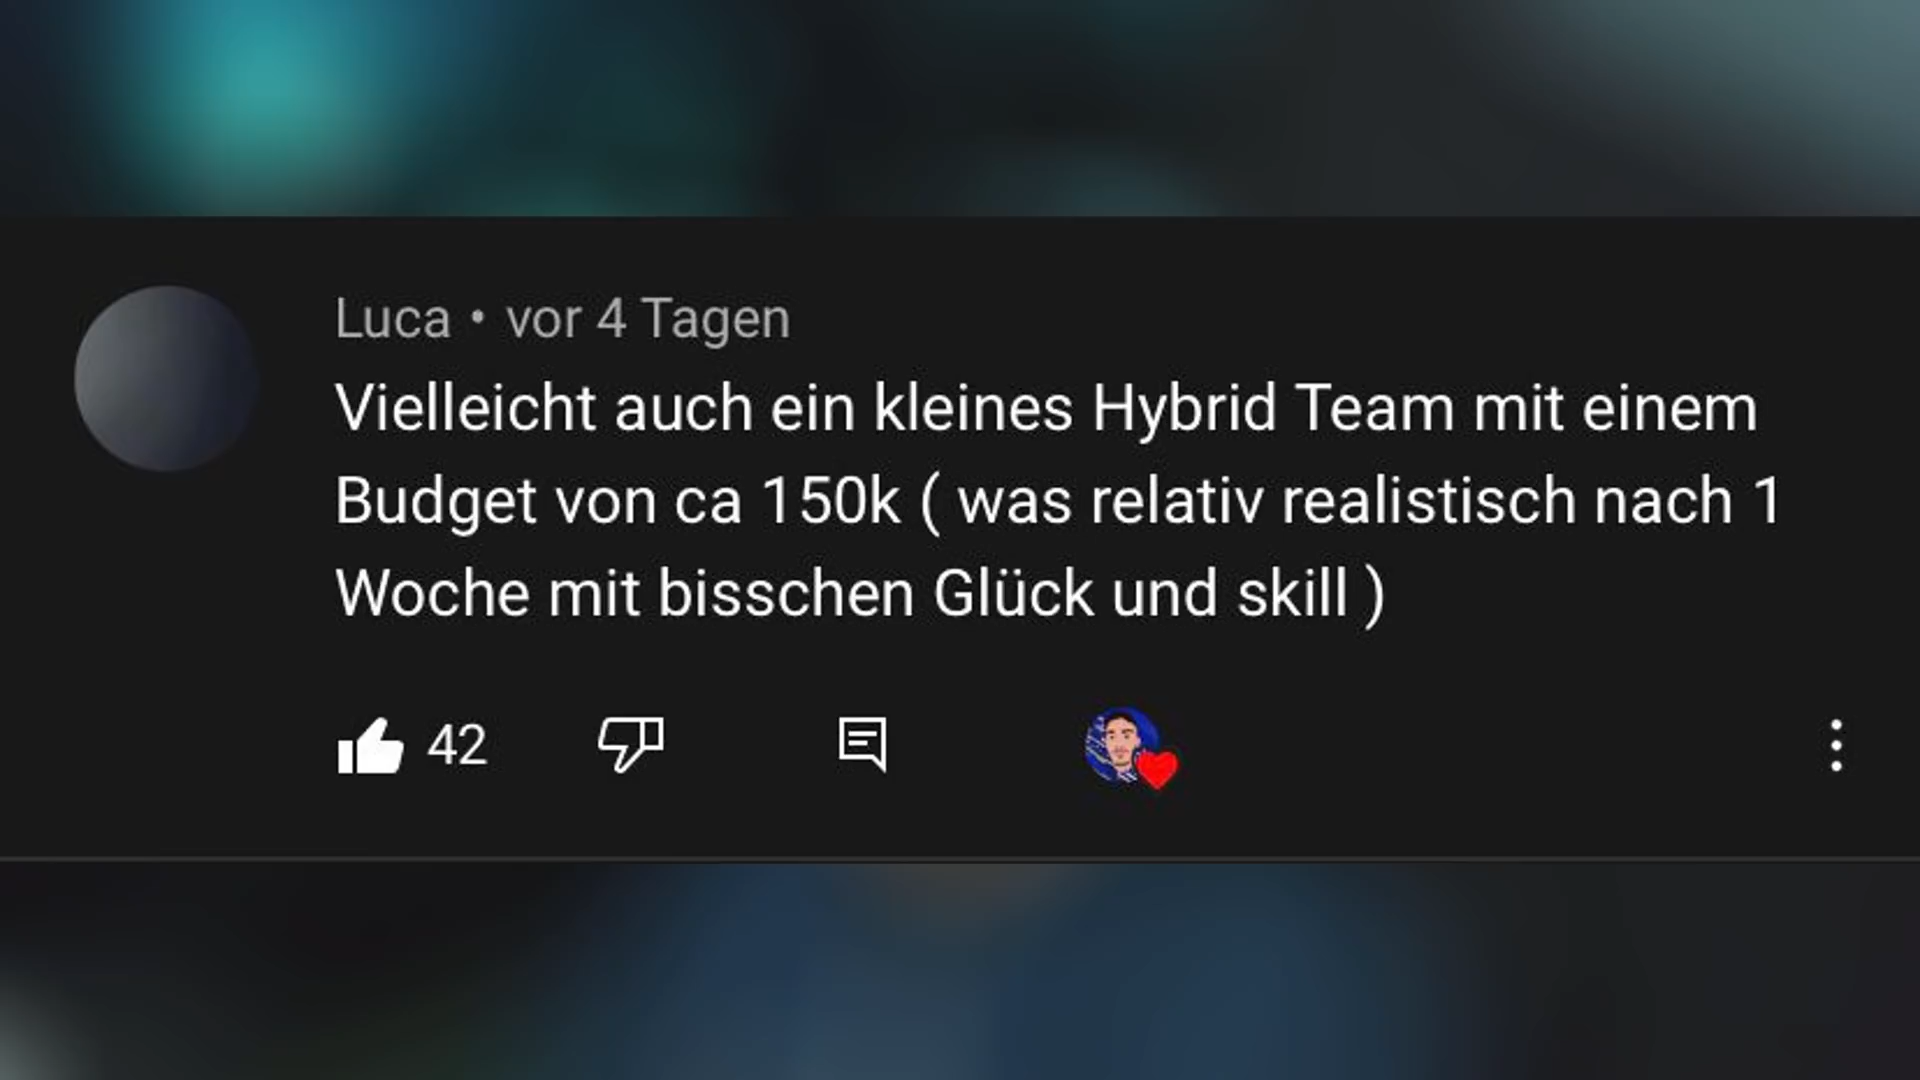 Luca • vor 4 Tagen
Vielleicht auch ein kleines Hybrid Team mit einem
Budget von ca 150k ( was relativ realistisch nach 1
Woche mit bisschen Glück und skill )
42